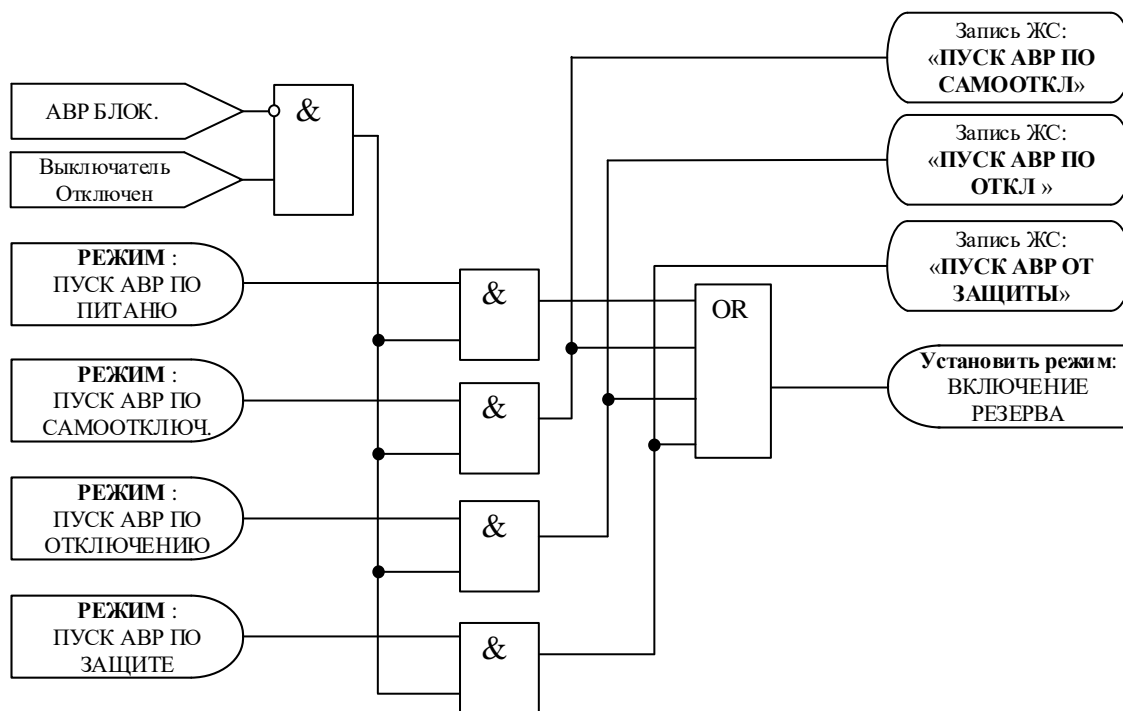 АВР БЛОК.
Выключатель
Отключен
&
РЕЖИМ :
ПУСК АВР ПО
ПИТАНЮ
&
РЕЖИМ :
ПУСК АВР ПО
САМООТКЛЮЧ.
&
РЕЖИМ :
ПУСК АВР ПО
ОТКЛЮЧЕНИЮ
&
РЕЖИМ :
ПУСК АВР ПО
ЗАЩИТЕ
&
OR
Запись ЖС:
«ПУСК АВР ПО
САМООТКЛ»
Запись ЖС:
«ПУСК АВР ПО
ОТКЛ »
Запись ЖС:
«ПУСК АВР ОТ
ЗАЩИТЫ»
Установить режим:
ВКЛЮЧЕНИЕ
РЕЗЕРВА